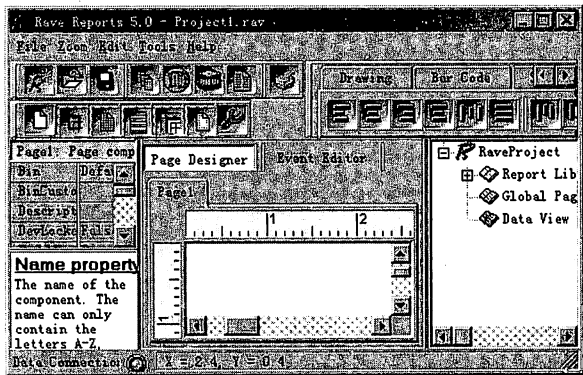 Rave Reports 5.0 - Project1.rav
File Zoom Edit Tools Help
Drawing Bar Code
Page1: Page comp
Bin Defa
BinCusto
Descript
DevLocke Fals
Name property
The name of the
component. The
name can only
contain the
letters A-Z,
Page Designer Event Editor
Page1
1 2
1
RaveProject
Report Lib
Global Pag
Data View
Data Connection X = 2.4, Y = 0.4